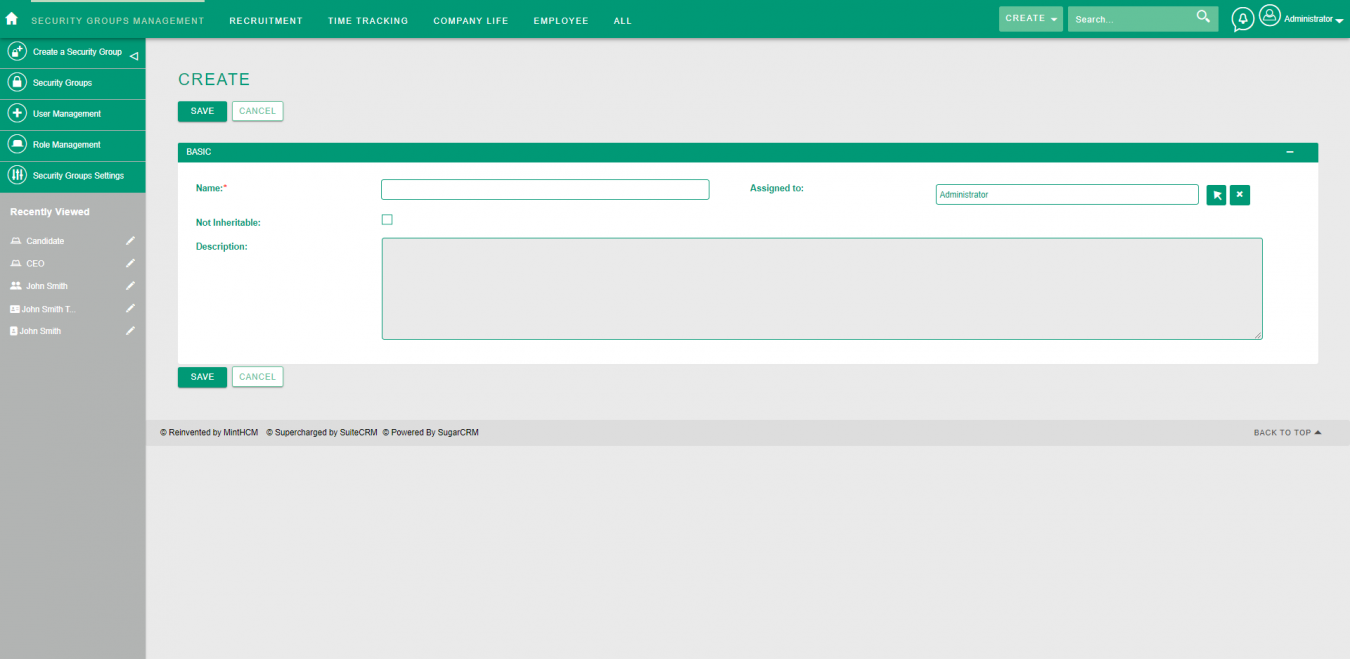 SECURITY GROUPS MANAGEMENT RECRUITMENT TIME TRACKING COMPANY LIFE EMPLOYEE ALL CREATE Search... Administrator
Create a Security Group
Security Groups
User Management
Role Management
Security Groups Settings
Recently Viewed
Candidate
CEO
John Smith
John Smith T...
John Smith
CREATE
SAVE CANCEL
BASIC
Name:* Assigned to: Administrator
Not Inheritable:
Description:
SAVE CANCEL
© Reinvented by MintHCM © Supercharged by SuiteCRM © Powered By SugarCRM BACK TO TOP